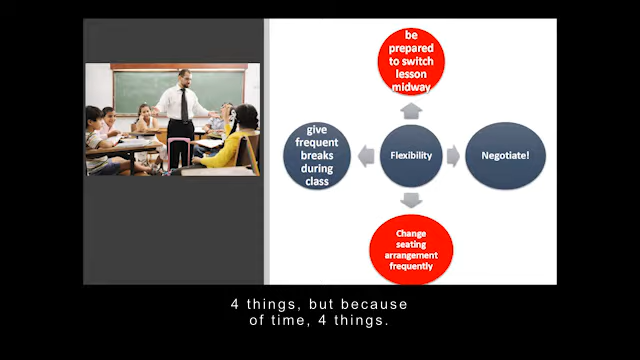 be
prepared
to switch
lesson
midway
give
frequent
breaks
during
class
Flexibility
Negotiate!
Change
seating
arrangement
frequently
4 things, but because
of time, 4 things.